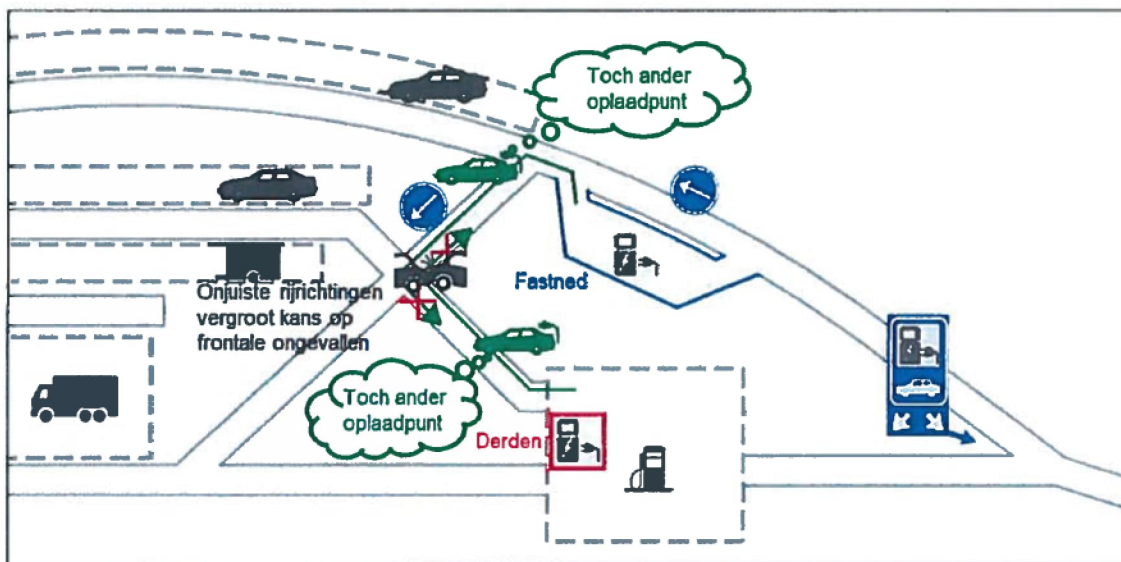 Toch ander
oplaadpunt
Fastned
Onjuiste rijrichtingen
vergroot kans op
frontale ongevallen
Toch ander
oplaadpunt
Derden